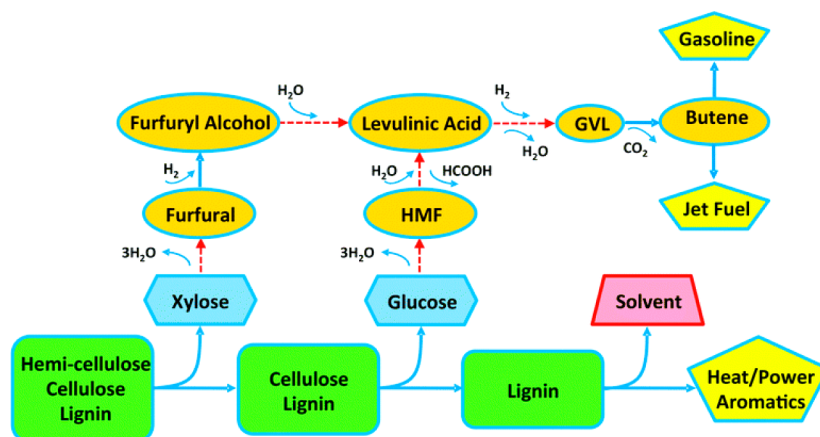 Gasoline
H2O
H2
Furfuryl Alcohol
Levulinic Acid
GVL
Butene
H2O
CO2
H2
H2O
HCOOH
Furfural
HMF
Jet Fuel
3H2O
3H2O
Xylose
Glucose
Solvent
Hemi-cellulose
Cellulose
Lignin
Cellulose
Lignin
Lignin
Heat/Power
Aromatics